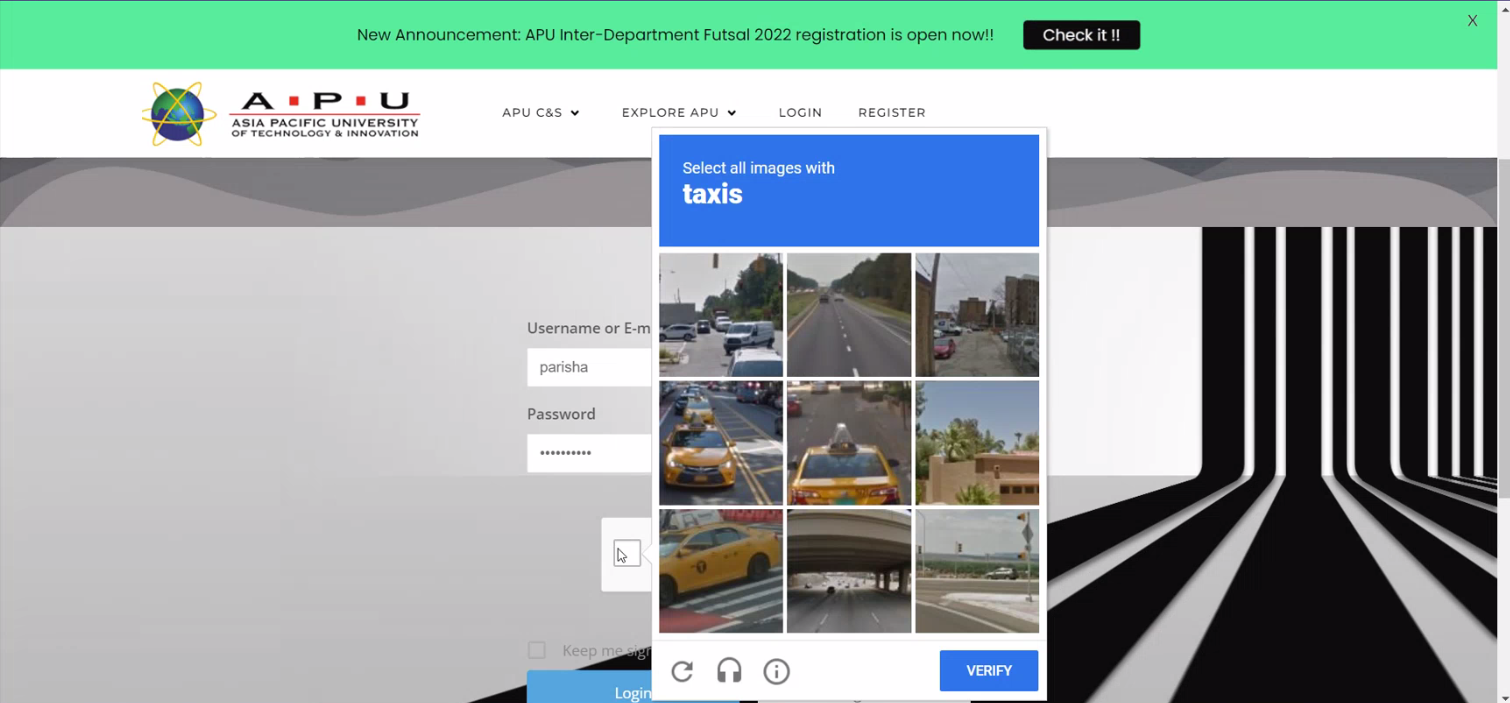 New Announcement: APU Inter-Department Futsal 2022 registration is open now!!
Check it !!
X
A.P.U
ASIA PACIFIC UNIVERSITY
OF TECHNOLOGY & INNOVATION
APU C&S
EXPLORE APU
LOGIN
REGISTER
Select all images with
taxis
Username or E-m
parisha
Password
••••••••••
Keep me sig
Login
VERIFY